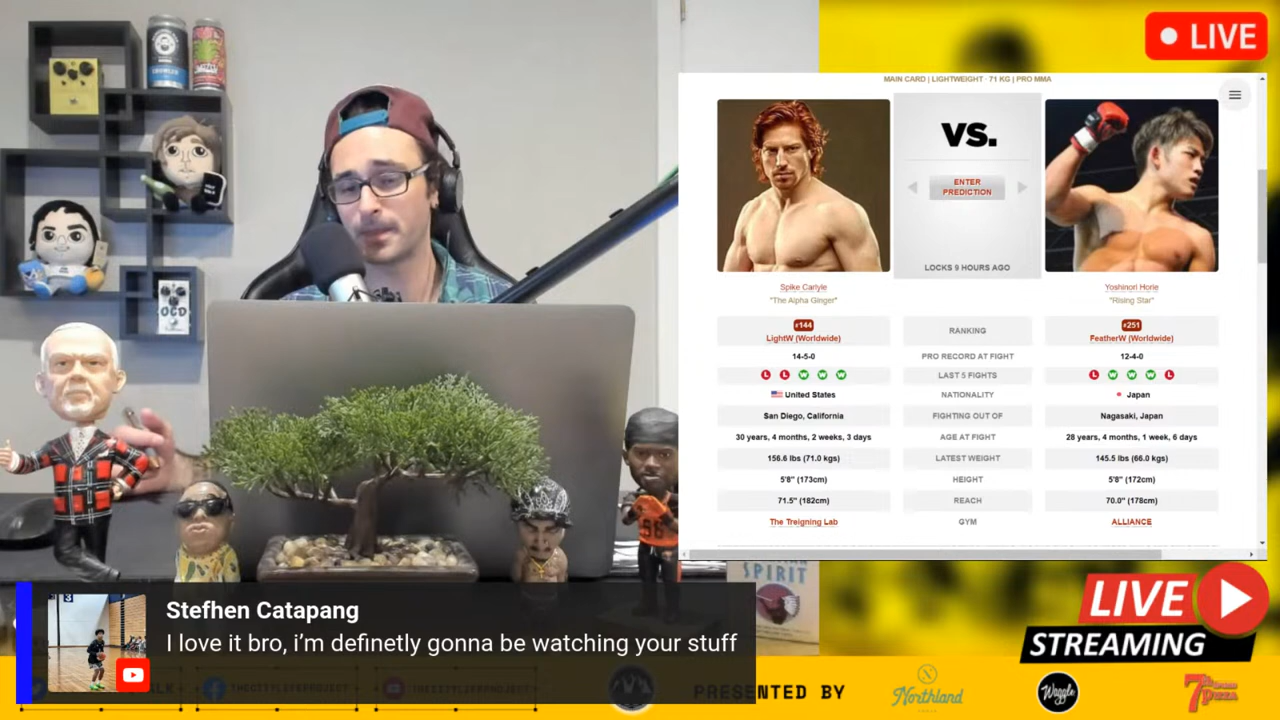 LIVE
MAIN CARD | LIGHTWEIGHT · 71 KG | PRO MMA
VS.
ENTER
PREDICTION
LOCKS 9 HOURS AGO
Spike Carlyle
Yoshinori Horie
"The Alpha Ginger"
"Rising Star"
#144 RANKING #251
LightW (Worldwide) FeatherW (Worldwide)
14-5-0 PRO RECORD AT FIGHT 12-4-0
L L W W W LAST 5 FIGHTS L W W W L
United States NATIONALITY Japan
San Diego, California FIGHTING OUT OF Nagasaki, Japan
30 years, 4 months, 2 weeks, 3 days AGE AT FIGHT 28 years, 4 months, 1 week, 6 days
156.6 lbs (71.0 kgs) LATEST WEIGHT 145.5 lbs (66.0 kgs)
5'8" (173cm) HEIGHT 5'8" (172cm)
71.5" (182cm) REACH 70.0" (178cm)
The Treigning Lab GYM ALLIANCE
OCD
SPIRIT
Stefhen Catapang
I love it bro, i'm definetly gonna be watching your stuff
LIVE
STREAMING
PRESENTED BY
Northland
Waggle